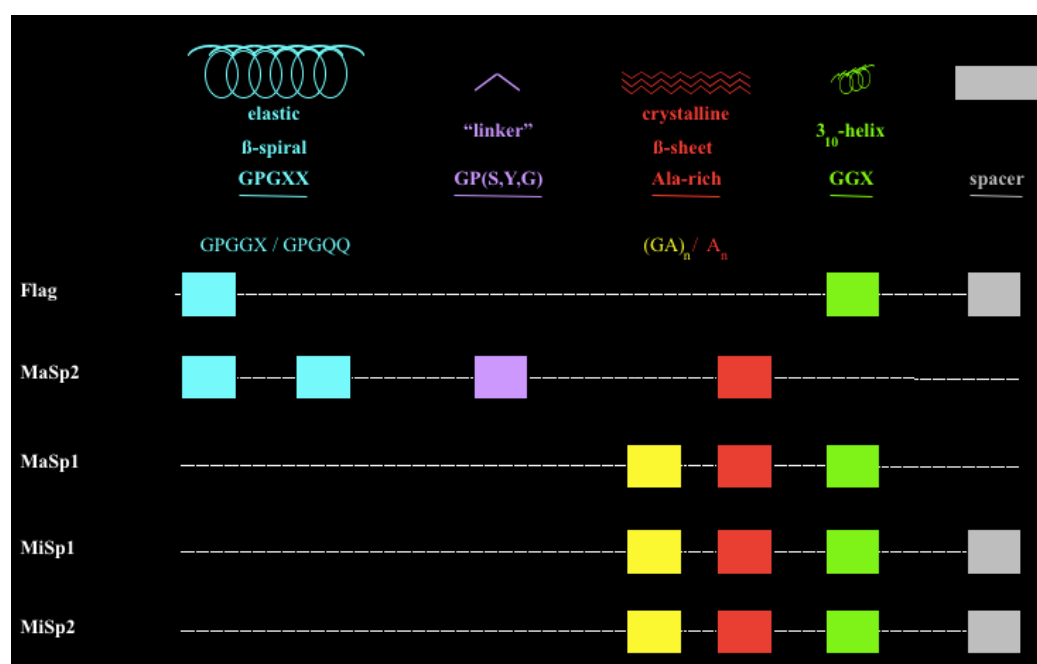 elastic
ß-spiral
GPGXX
“linker”
GP(S,Y,G)
crystalline
ß-sheet
Ala-rich
3₁₀-helix
GGX
spacer
GPGGX / GPGQQ
(GA)ₙ / Aₙ
Flag
MaSp2
MaSp1
MiSp1
MiSp2